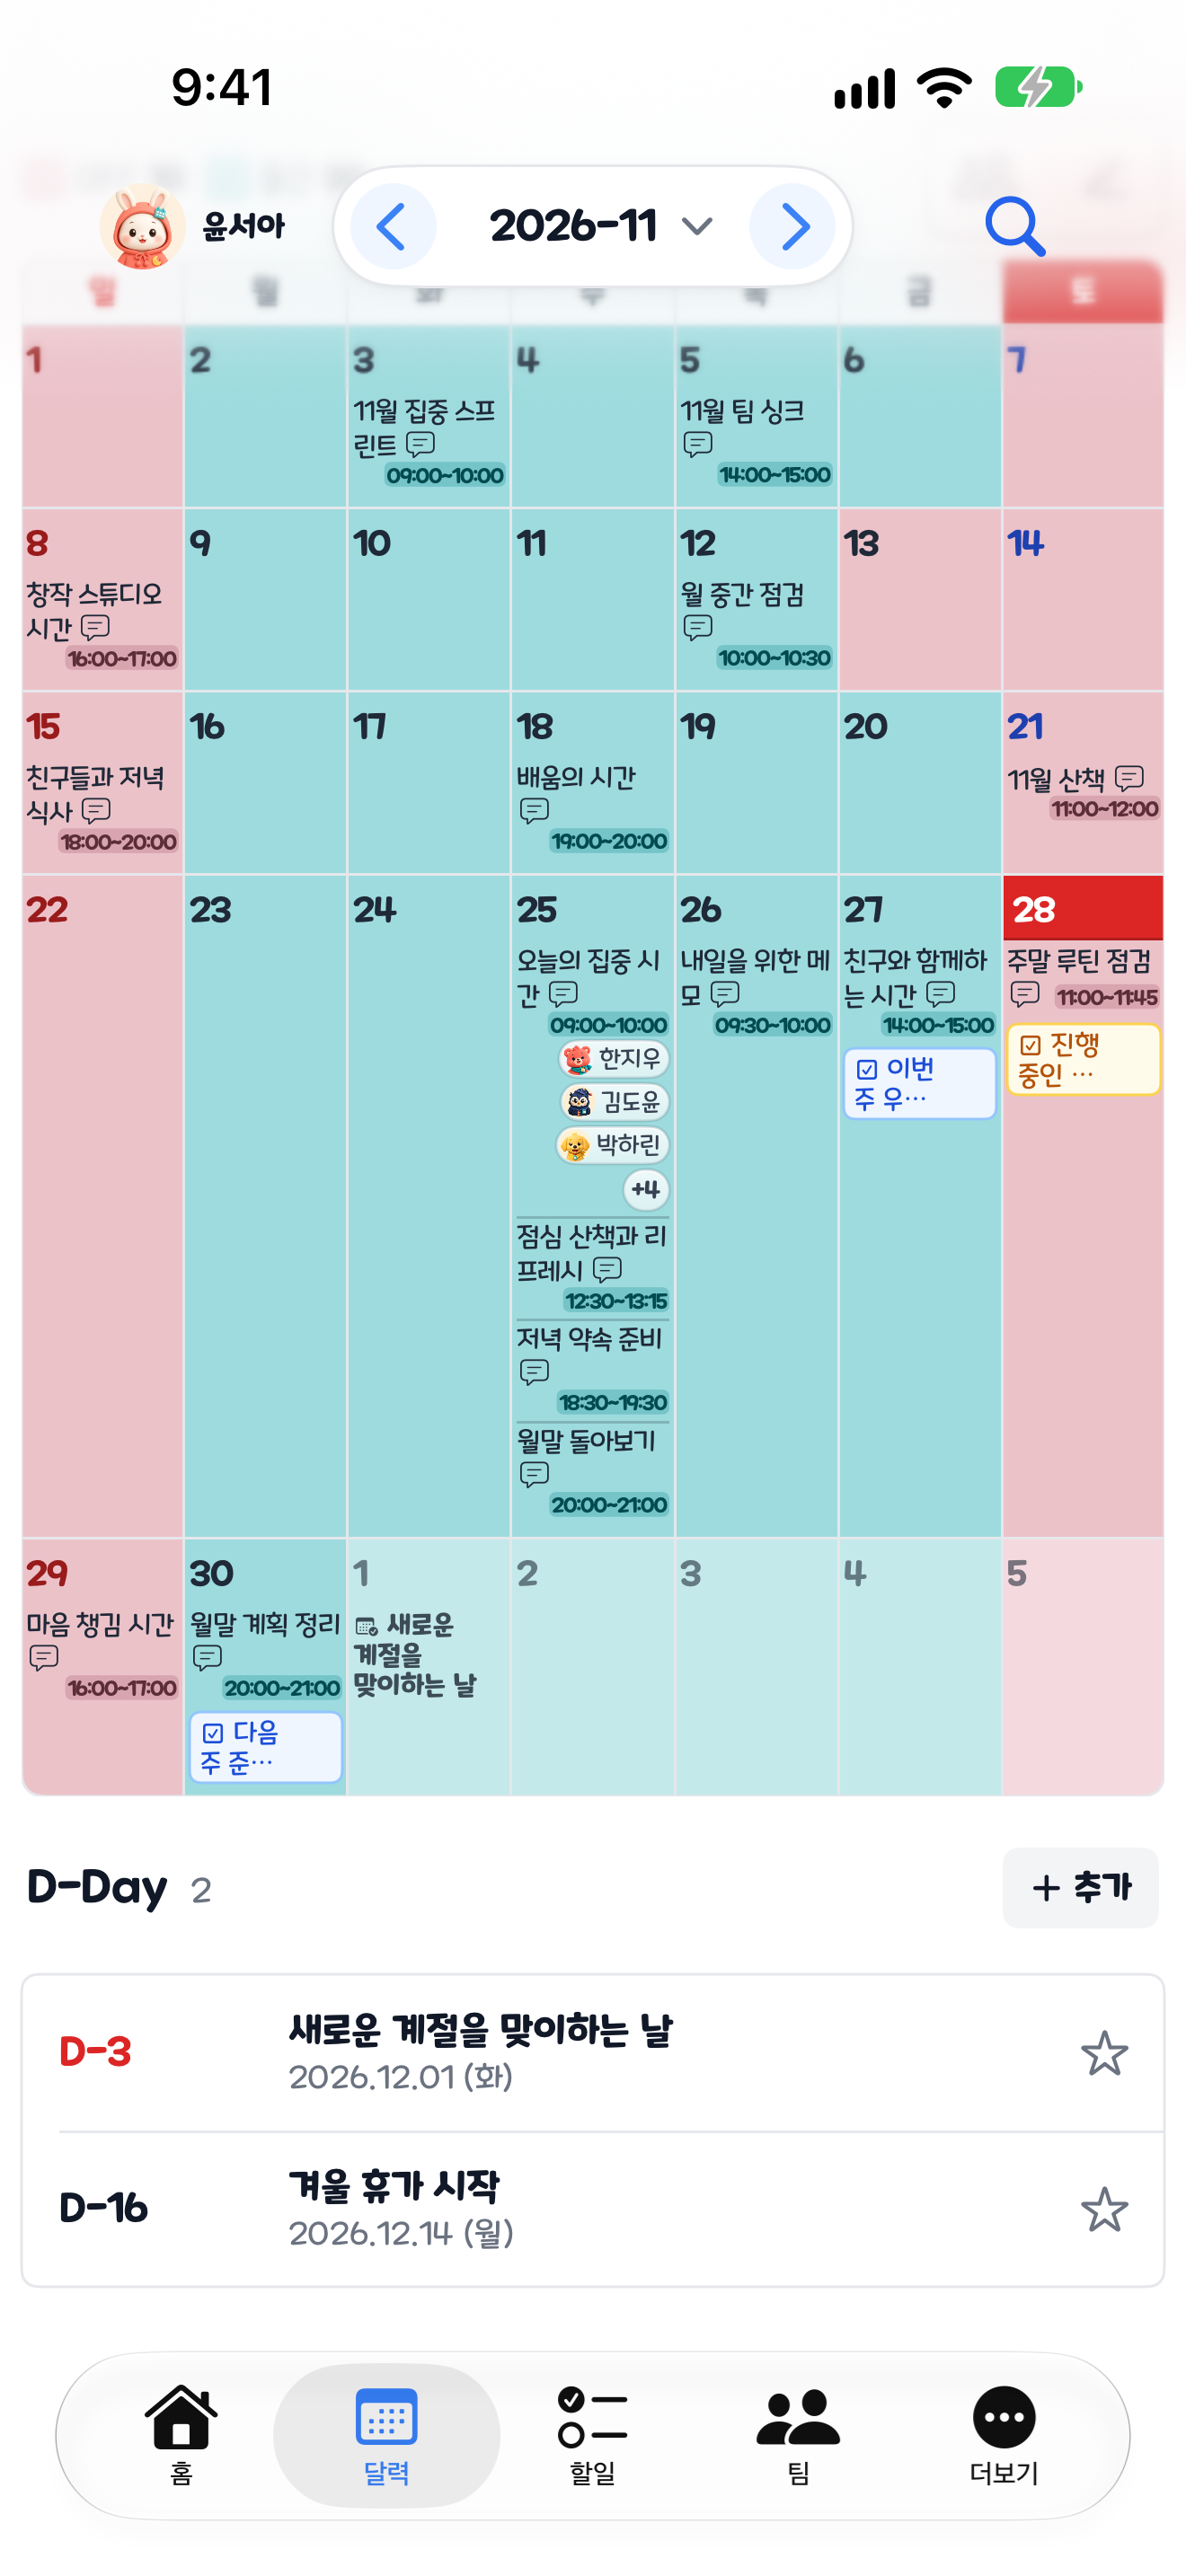 9:41
윤서아
2026-11
일 월 화 수 목 금 토
1 2 3 4 5 6 7
11월 집중 스프
린트
09:00~10:00
11월 팀 싱크
14:00~15:00
8 9 10 11 12 13 14
창작 스튜디오
시간
16:00~17:00
월 중간 점검
10:00~10:30
15 16 17 18 19 20 21
친구들과 저녁
식사
18:00~20:00
배움의 시간
19:00~20:00
11월 산책
11:00~12:00
22 23 24 25 26 27 28
오늘의 집중 시
간
09:00~10:00
한지우
김도윤
박하린
+4
점심 산책과 리
프레시
12:30~13:15
저녁 약속 준비
18:30~19:30
월말 돌아보기
20:00~21:00
내일을 위한 메
모
09:30~10:00
친구와 함께하
는 시간
14:00~15:00
이번
주 우…
주말 루틴 점검
11:00~11:45
진행
중인 …
29 30 1 2 3 4 5
마음 챙김 시간
16:00~17:00
월말 계획 정리
20:00~21:00
다음
주 준…
새로운
계절을
맞이하는 날
D-Day 2
+ 추가
D-3
새로운 계절을 맞이하는 날
2026.12.01 (화)
D-16
겨울 휴가 시작
2026.12.14 (월)
홈
달력
할일
팀
더보기